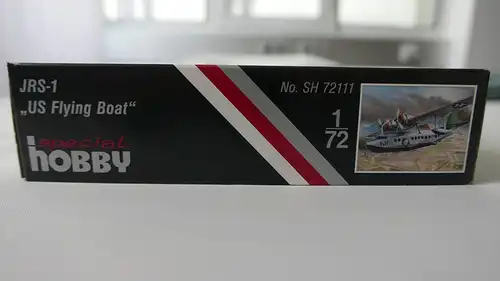 JRS-1
„US Flying Boat“
special
hobby
No. SH 72111
1
72